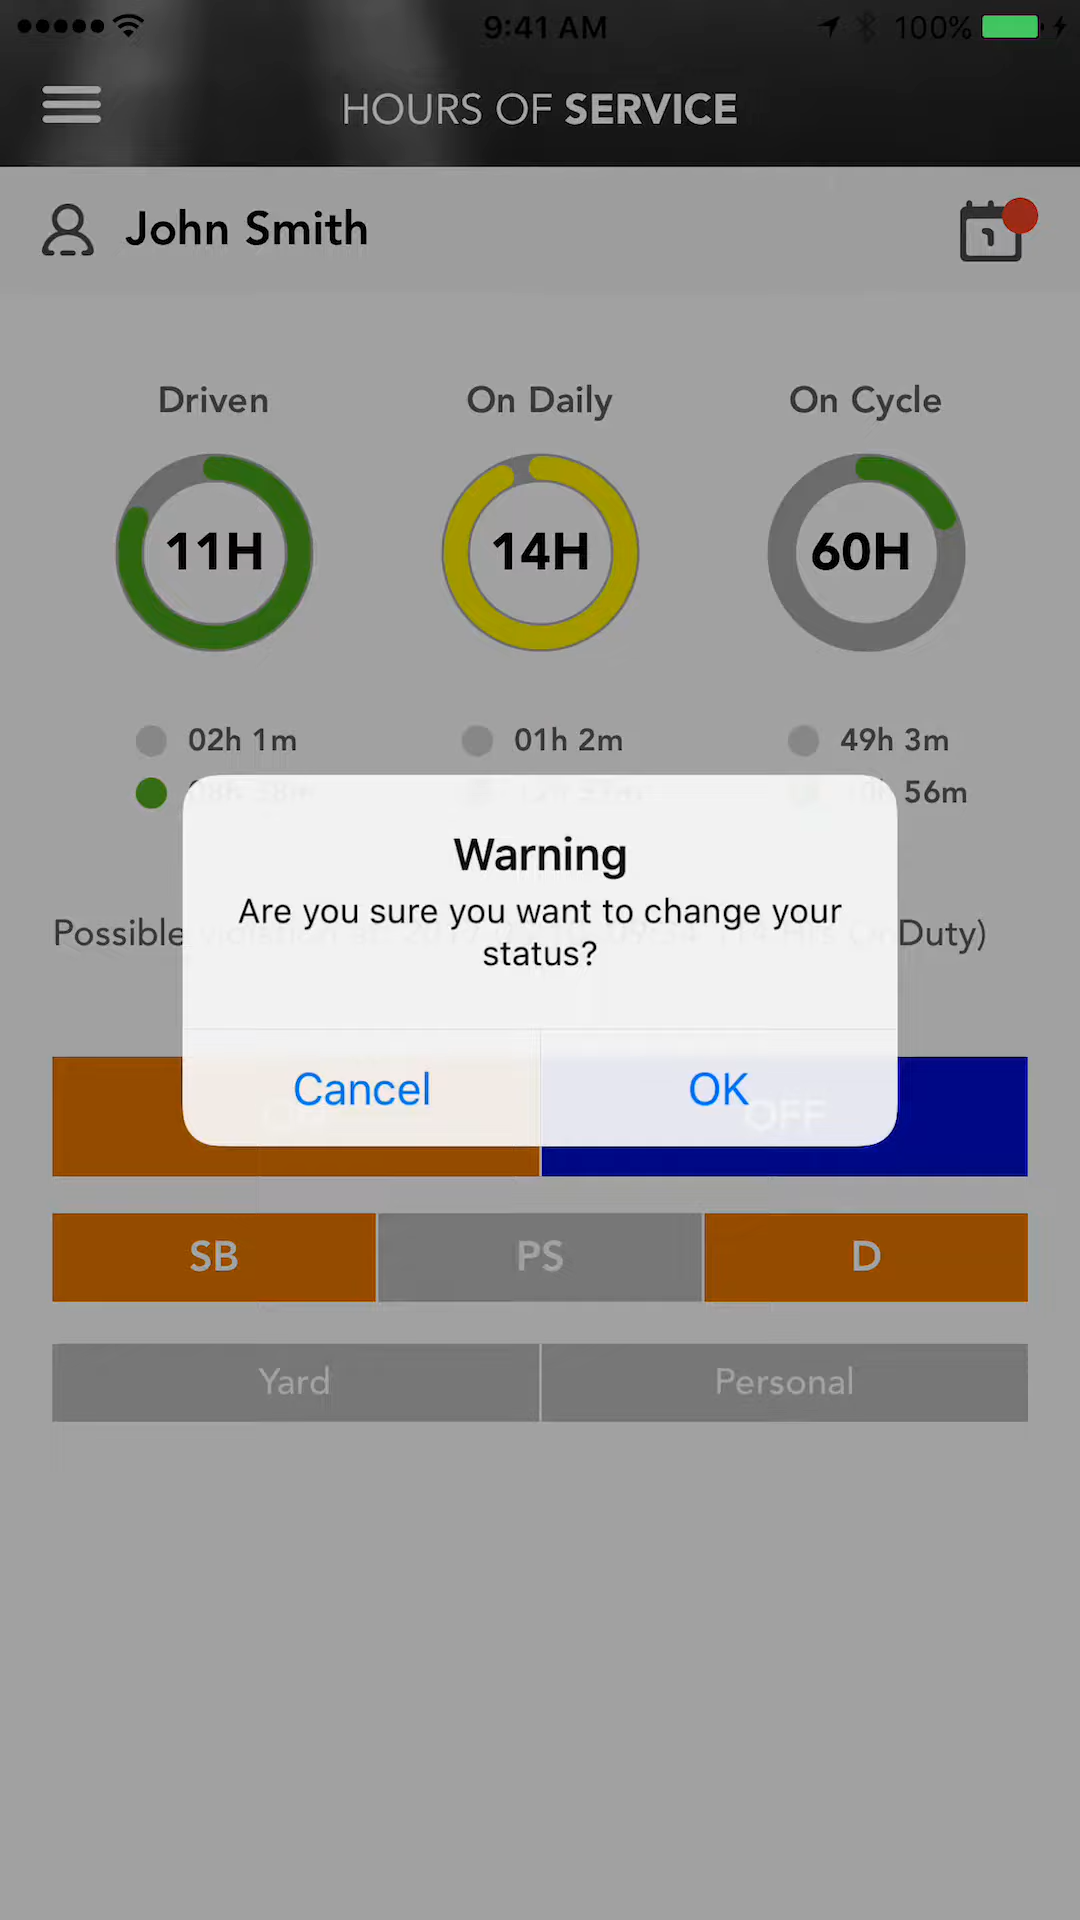 9:41 AM
100%
HOURS OF SERVICE
John Smith
Driven
On Daily
On Cycle
11H
14H
60H
02h 1m
01h 2m
49h 3m
56m
Warning
Are you sure you want to change your
status?
Possible
Duty)
Cancel
OK
OFF
SB
PS
D
Yard
Personal